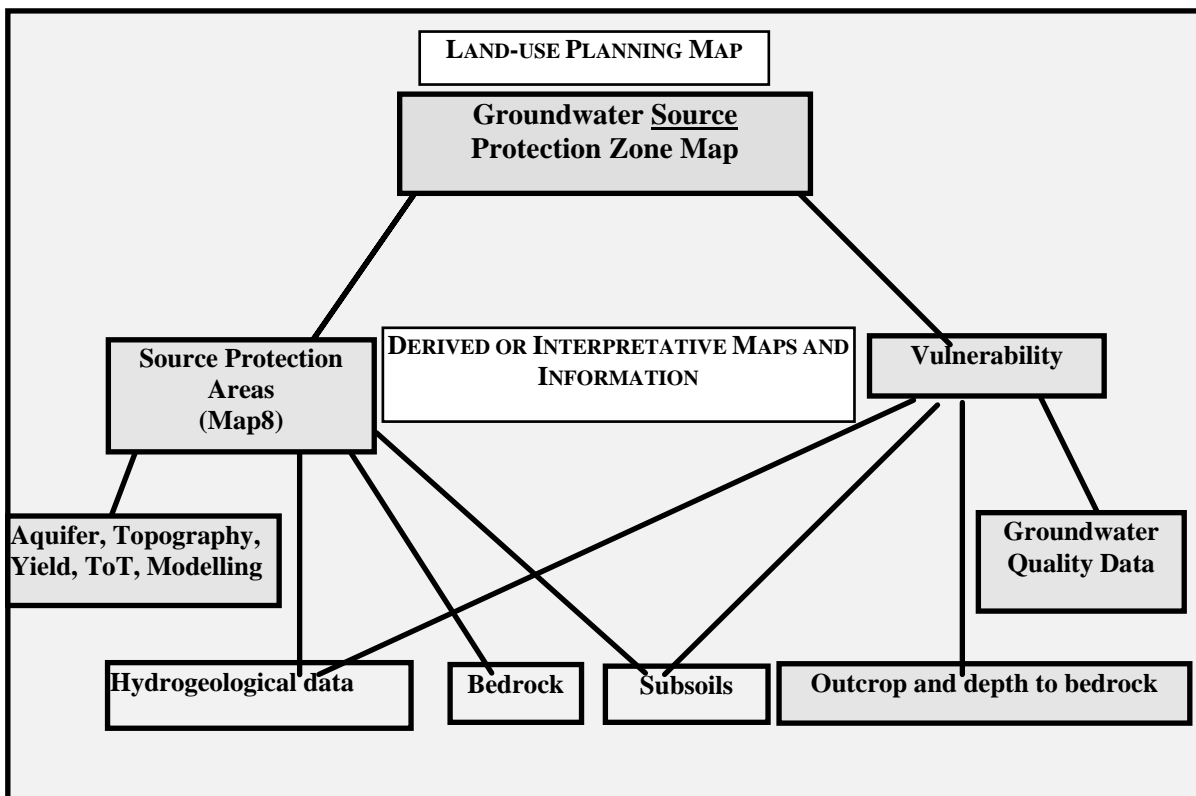 LAND-USE PLANNING MAP
Groundwater Source
Protection Zone Map
Source Protection
Areas
(Map8)
DERIVED OR INTERPRETATIVE MAPS AND
INFORMATION
Vulnerability
Aquifer, Topography,
Yield, ToT, Modelling
Groundwater
Quality Data
Hydrogeological data
Bedrock
Subsoils
Outcrop and depth to bedrock